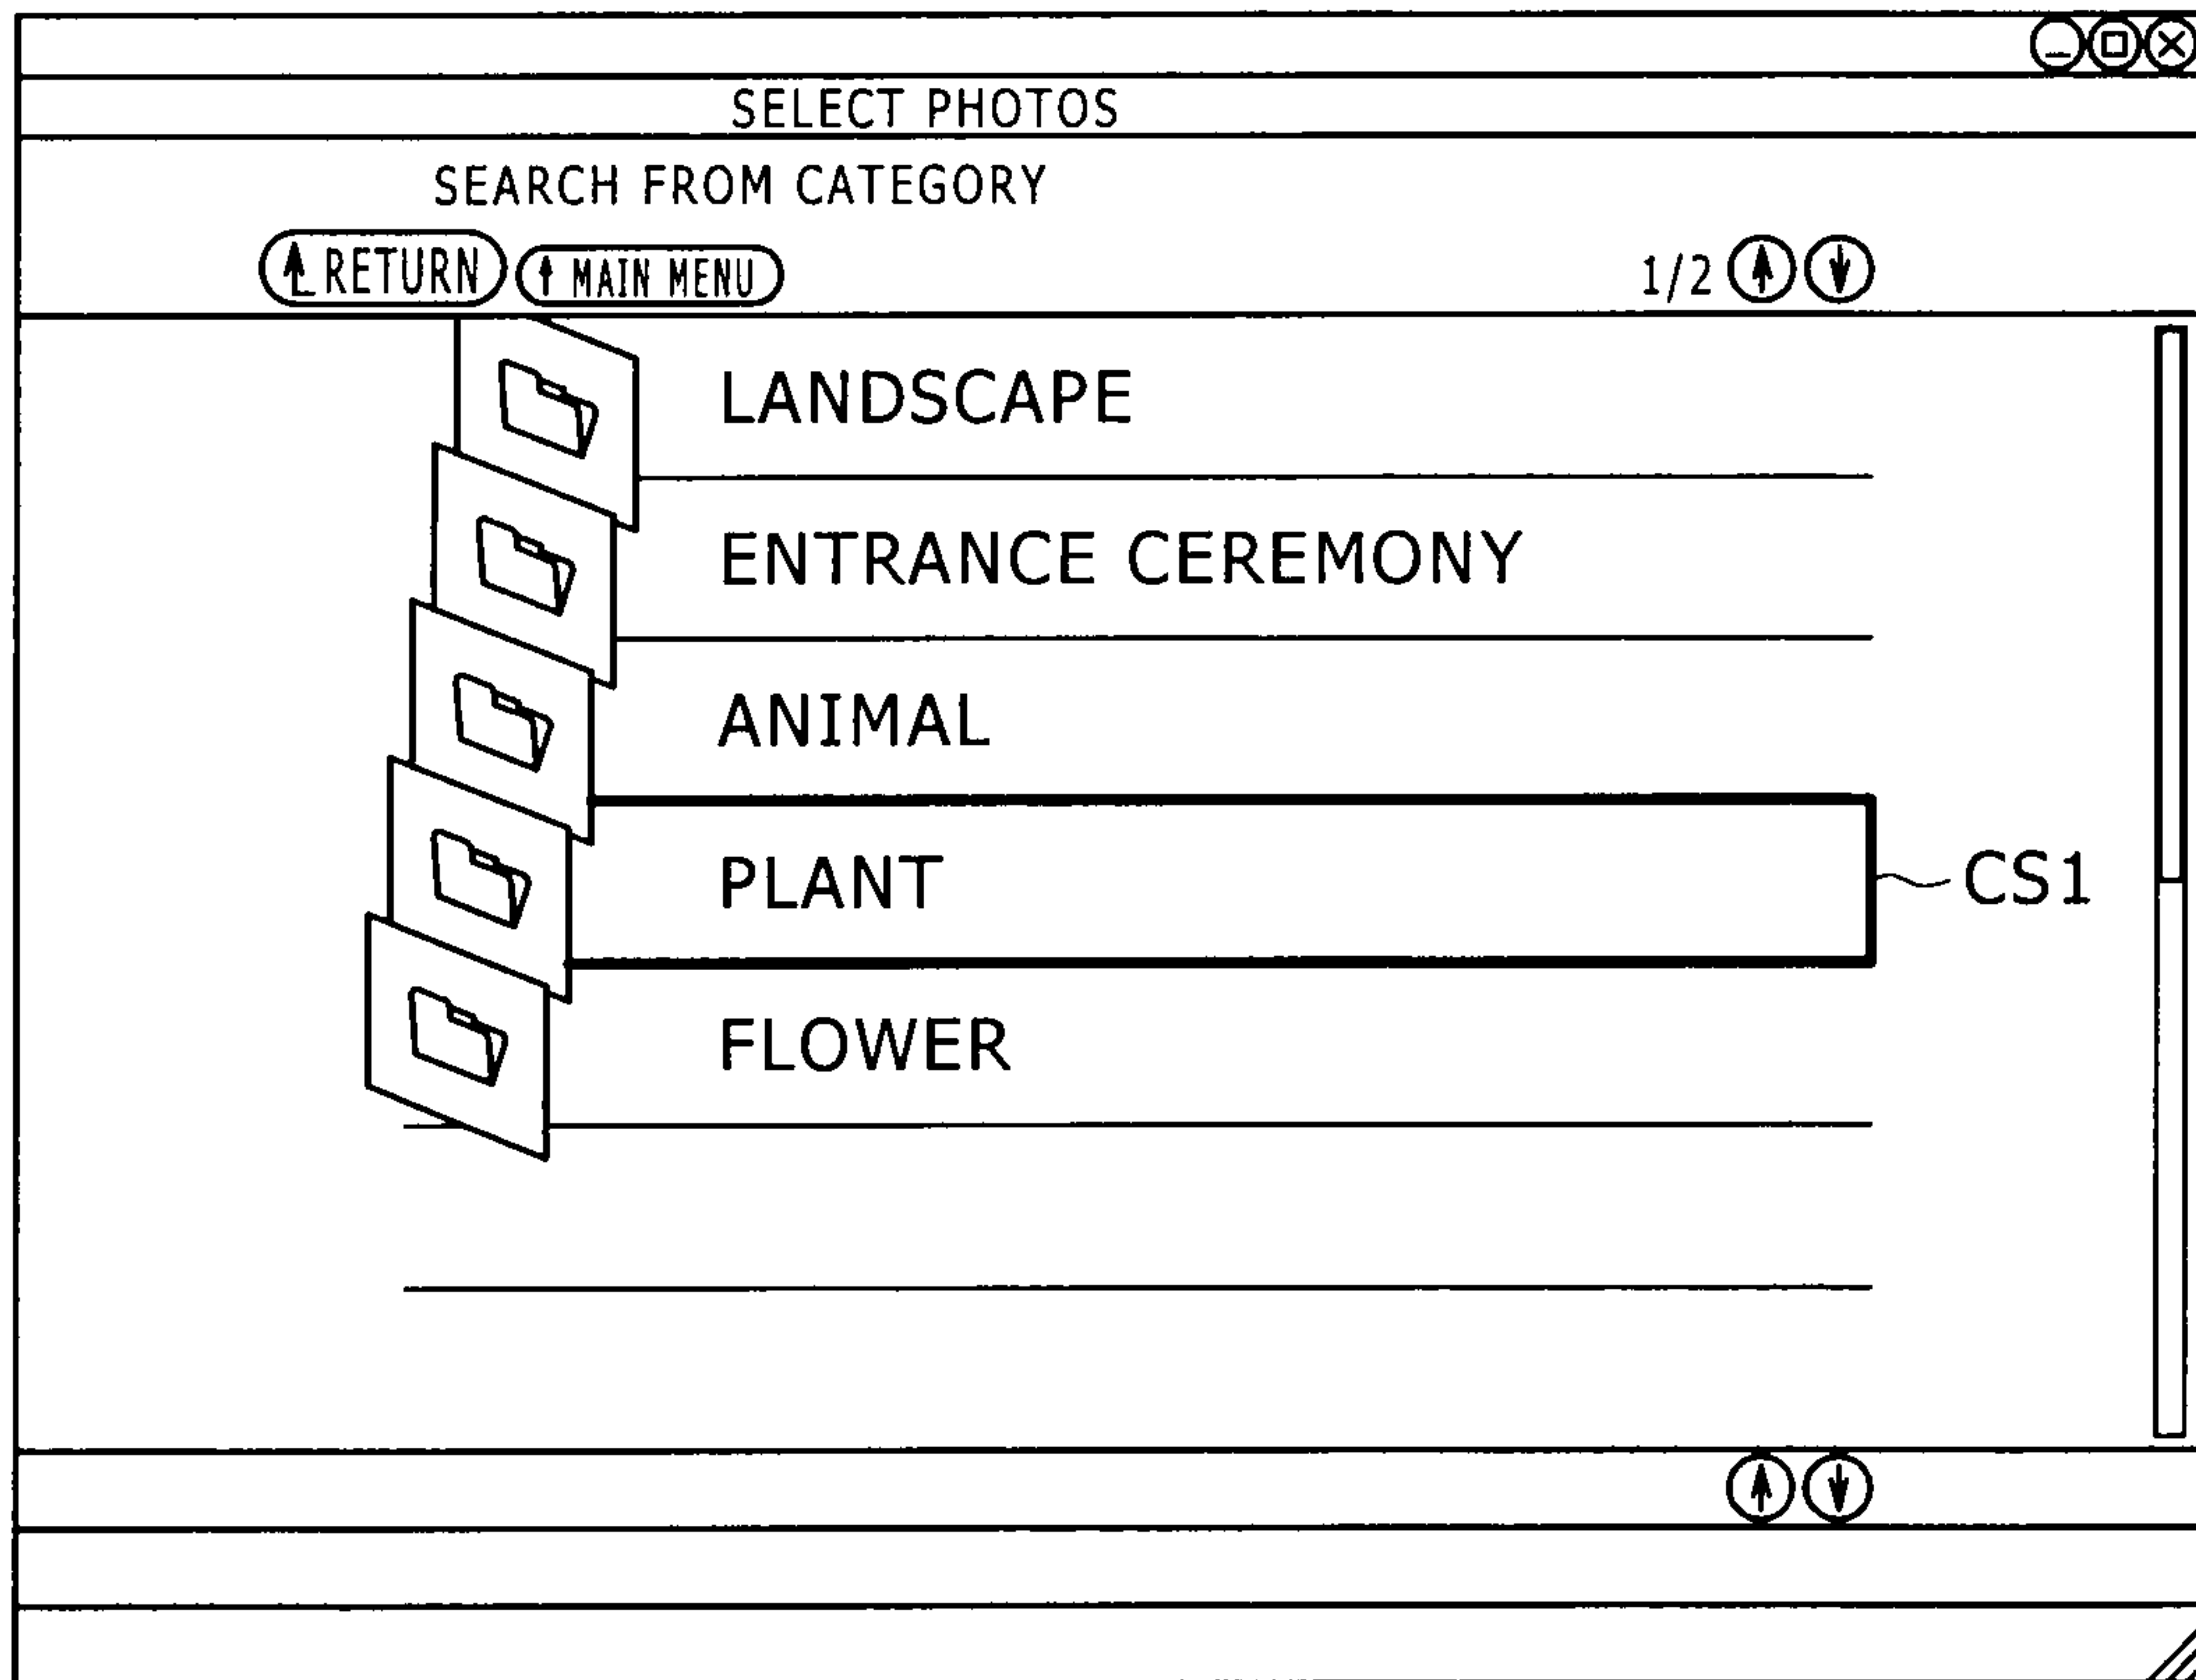 SELECT PHOTOS
SEARCH FROM CATEGORY
RETURN MAIN MENU 1/2
LANDSCAPE
ENTRANCE CEREMONY
ANIMAL
PLANT CS1
FLOWER